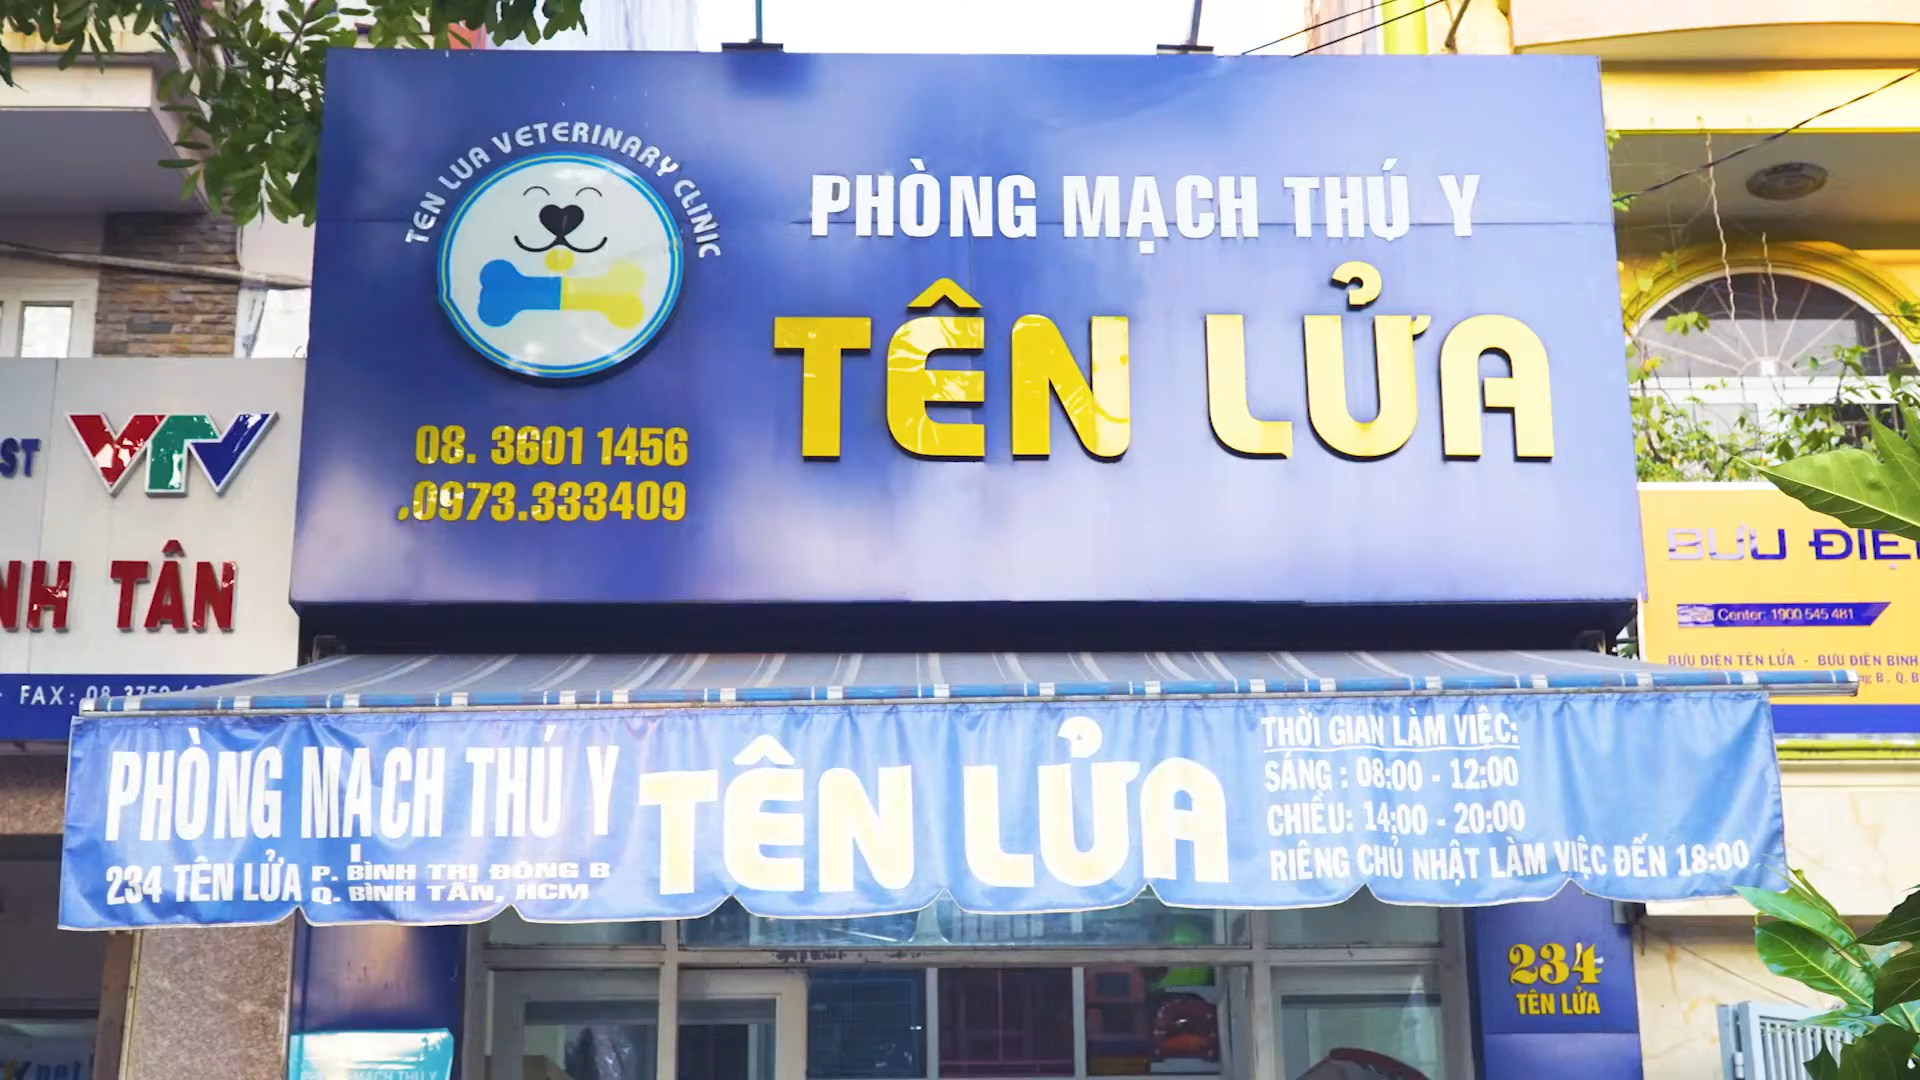 TEN LUA VETERINARY CLINIC
PHÒNG MẠCH THÚ Y
TÊN LỬA
08. 3601 1456
0973.333409
ST
VTV
NH TÂN
FAX: 08
BƯU ĐIỆ
Center: 1900 545 481
BƯU ĐIỆN TÊN LỬA - BƯU ĐIỆN BÌNH
PHÒNG MẠCH THÚ Y
TÊN LỬA
234 TÊN LỬA P. BÌNH TRỊ ĐÔNG B
Q. BÌNH TÂN, HCM
THỜI GIAN LÀM VIỆC:
SÁNG : 08:00 - 12:00
CHIỀU: 14:00 - 20:00
RIÊNG CHỦ NHẬT LÀM VIỆC ĐẾN 18:00
234
TÊN LỬA